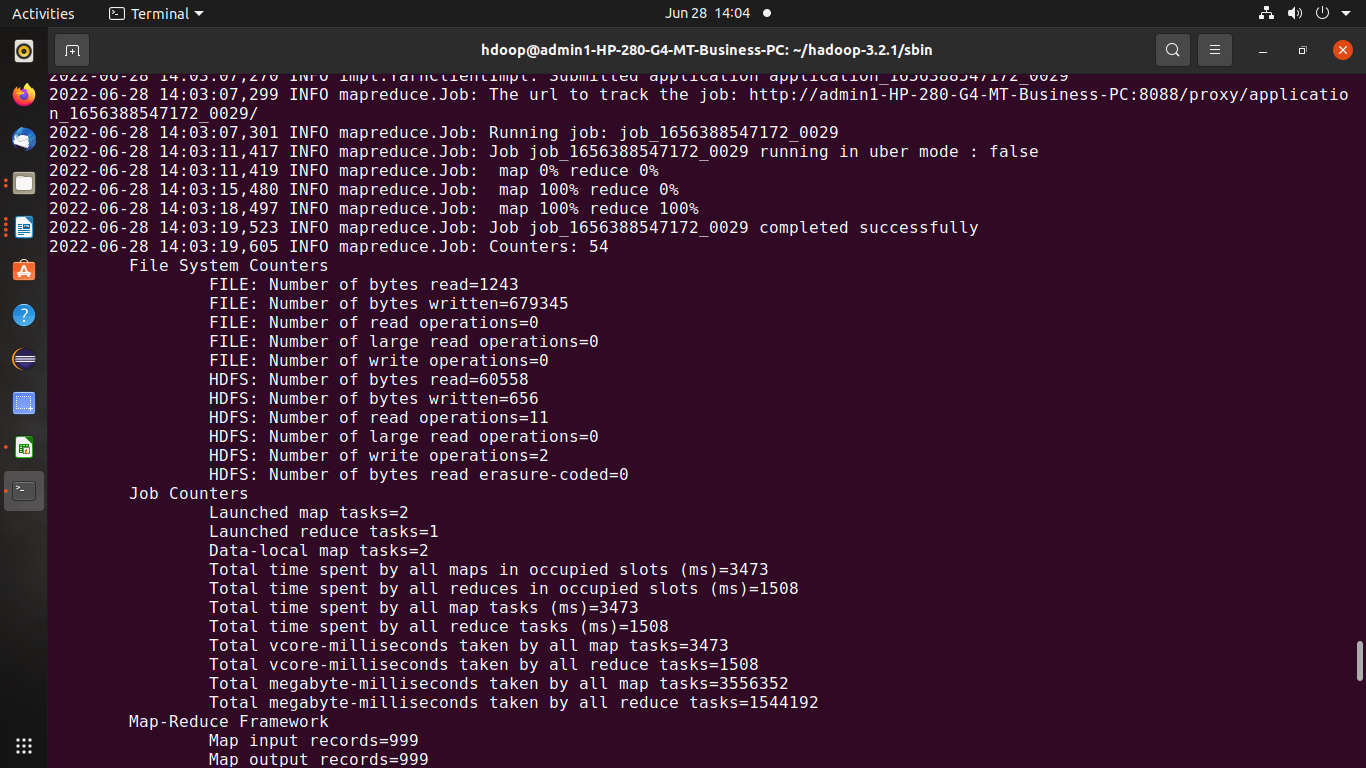 Activities Terminal Jun 28 14:04
hdoop@admin1-HP-280-G4-MT-Business-PC: ~/hadoop-3.2.1/sbin
2022-06-28 14:03:07,270 INFO impl.YarnClientImpl: Submitted application application_1656388547172_0029
2022-06-28 14:03:07,299 INFO mapreduce.Job: The url to track the job: http://admin1-HP-280-G4-MT-Business-PC:8088/proxy/applicatio
n_1656388547172_0029/
2022-06-28 14:03:07,301 INFO mapreduce.Job: Running job: job_1656388547172_0029
2022-06-28 14:03:11,417 INFO mapreduce.Job: Job job_1656388547172_0029 running in uber mode : false
2022-06-28 14:03:11,419 INFO mapreduce.Job:  map 0% reduce 0%
2022-06-28 14:03:15,480 INFO mapreduce.Job:  map 100% reduce 0%
2022-06-28 14:03:18,497 INFO mapreduce.Job:  map 100% reduce 100%
2022-06-28 14:03:19,523 INFO mapreduce.Job: Job job_1656388547172_0029 completed successfully
2022-06-28 14:03:19,605 INFO mapreduce.Job: Counters: 54
File System Counters
FILE: Number of bytes read=1243
FILE: Number of bytes written=679345
FILE: Number of read operations=0
FILE: Number of large read operations=0
FILE: Number of write operations=0
HDFS: Number of bytes read=60558
HDFS: Number of bytes written=656
HDFS: Number of read operations=11
HDFS: Number of large read operations=0
HDFS: Number of write operations=2
HDFS: Number of bytes read erasure-coded=0
Job Counters
Launched map tasks=2
Launched reduce tasks=1
Data-local map tasks=2
Total time spent by all maps in occupied slots (ms)=3473
Total time spent by all reduces in occupied slots (ms)=1508
Total time spent by all map tasks (ms)=3473
Total time spent by all reduce tasks (ms)=1508
Total vcore-milliseconds taken by all map tasks=3473
Total vcore-milliseconds taken by all reduce tasks=1508
Total megabyte-milliseconds taken by all map tasks=3556352
Total megabyte-milliseconds taken by all reduce tasks=1544192
Map-Reduce Framework
Map input records=999
Map output records=999